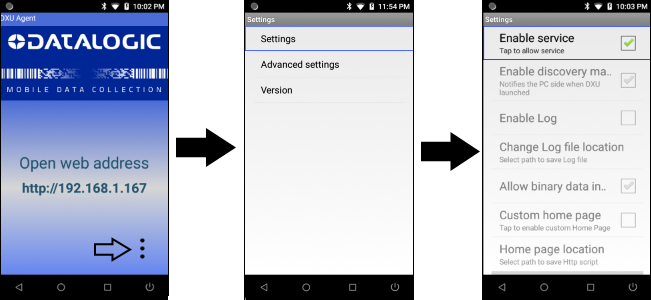 10:02 PM
DXU Agent
DATALOGIC
MOBILE DATA COLLECTION
Open web address
http://192.168.1.167
11:54 PM
Settings
Settings
Advanced settings
Version
10:03 PM
Settings
Enable service
Tap to allow service
Enable discovery ma..
Notifies the PC side when DXU
launched
Enable Log
Change Log file location
Select path to save Log file
Allow binary data in..
Custom home page
Tap to enable custom Home Page
Home page location
Select path to save Http script